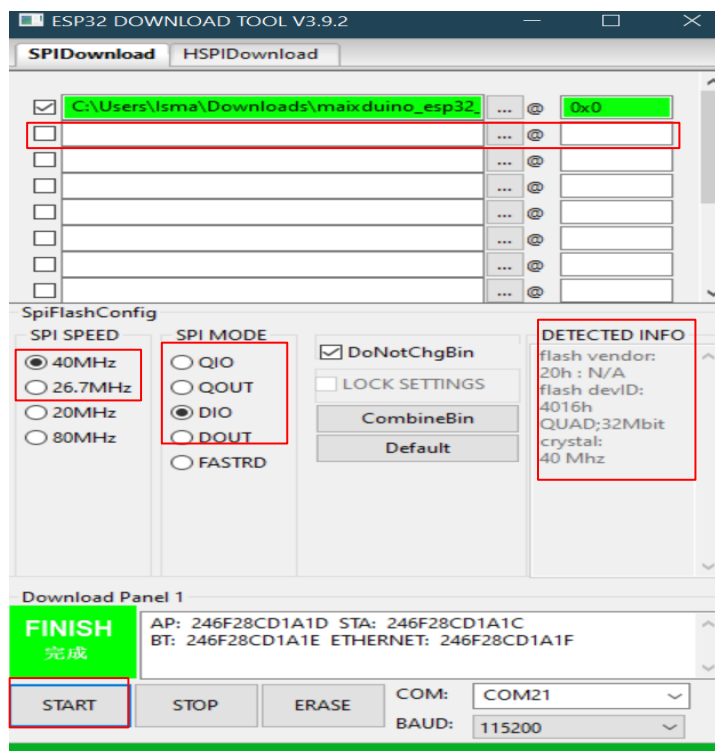 ESP32 DOWNLOAD TOOL V3.9.2
SPIDownload HSPIDownload
C:\Users\Isma\Downloads\maixduino_esp32_ ... @ 0x0
... @
... @
... @
... @
... @
... @
... @
SpiFlashConfig
SPI SPEED
40MHz
26.7MHz
20MHz
80MHz
SPI MODE
QIO
QOUT
DIO
DOUT
FASTRD
DoNotChgBin
LOCK SETTINGS
CombineBin
Default
DETECTED INFO
flash vendor:
20h : N/A
flash devID:
4016h
QUAD;32Mbit
crystal:
40 Mhz
Download Panel 1
FINISH
完成
AP: 246F28CD1A1D STA: 246F28CD1A1C
BT: 246F28CD1A1E ETHERNET: 246F28CD1A1F
START STOP ERASE
COM: COM21
BAUD: 115200